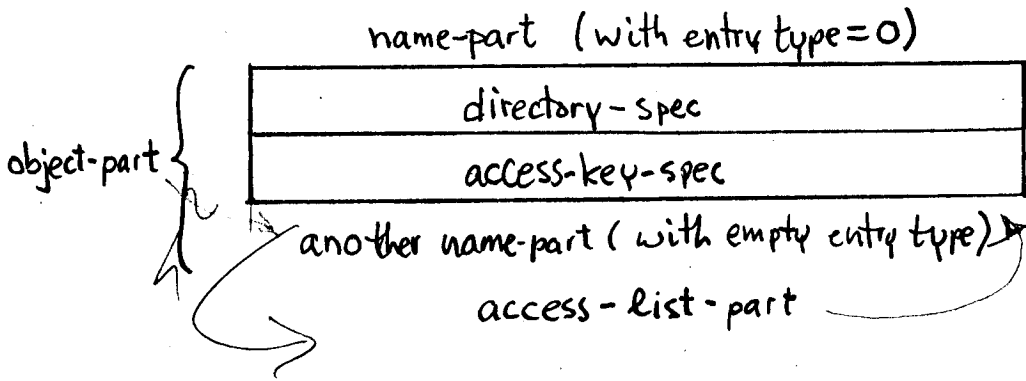 name-part (with entry type=0)
directory-spec
object-part
access-key-spec
another name-part (with empty entry type)
access-list-part